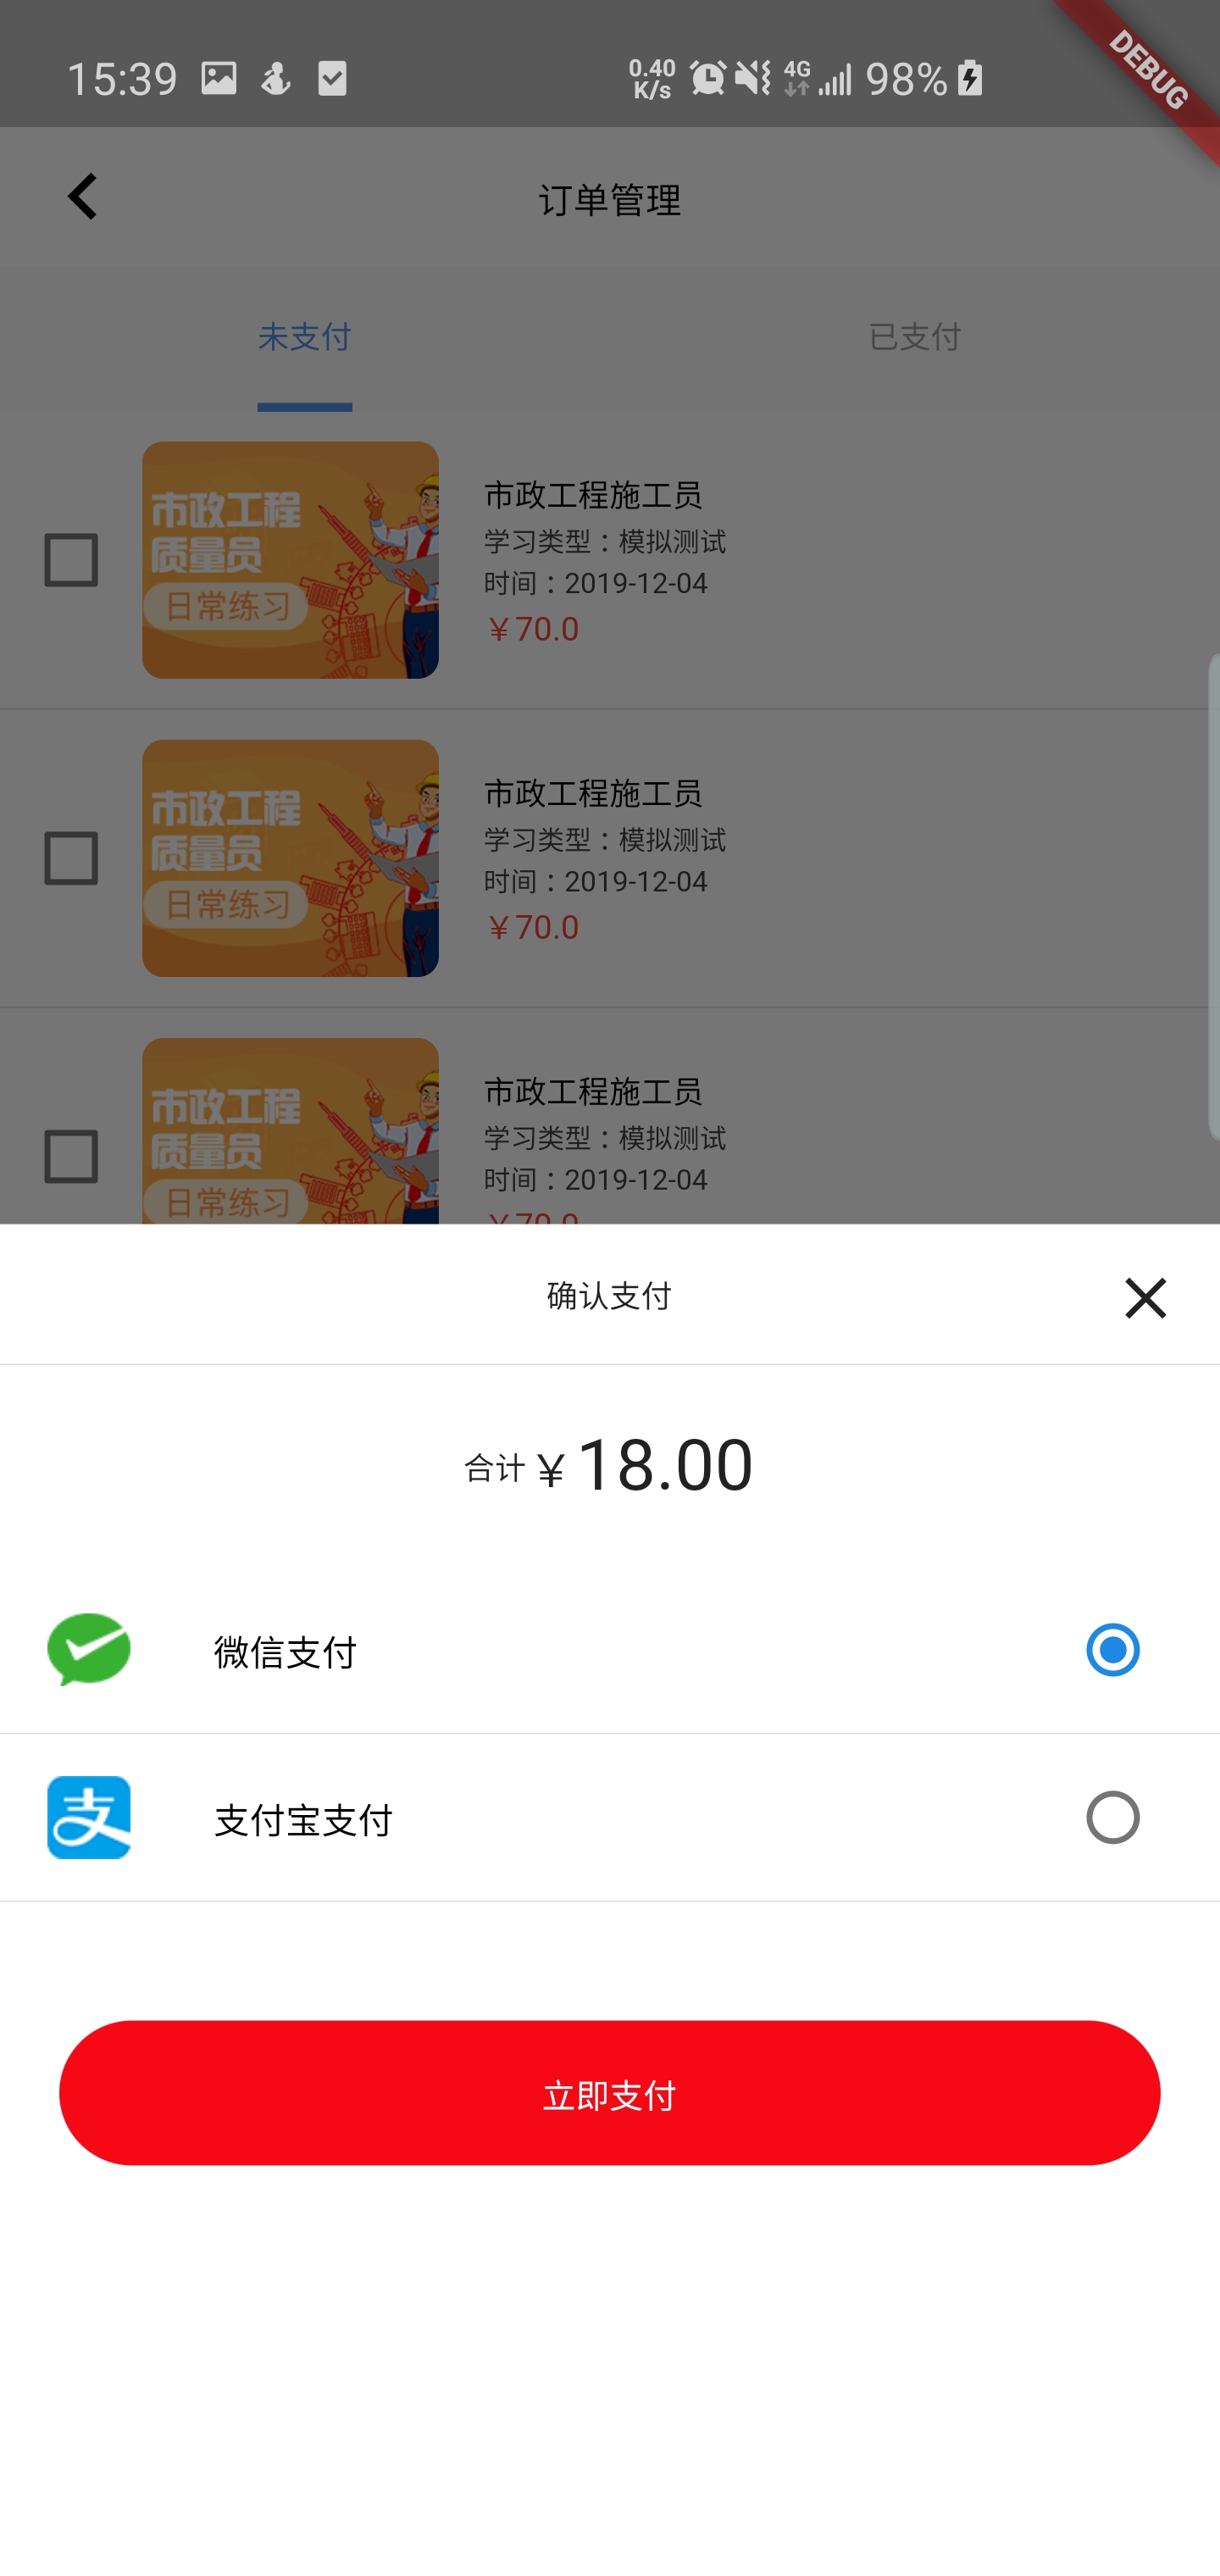 15:39
0.40 K/s
4G
98%
DEBUG
订单管理
未支付
已支付
市政工程
质量员
日常练习
市政工程施工员
学习类型：模拟测试
时间：2019-12-04
￥70.0
市政工程
质量员
日常练习
市政工程施工员
学习类型：模拟测试
时间：2019-12-04
￥70.0
市政工程
质量员
日常练习
市政工程施工员
学习类型：模拟测试
时间：2019-12-04
￥70.0
确认支付
合计 ￥18.00
微信支付
支
支付宝支付
立即支付